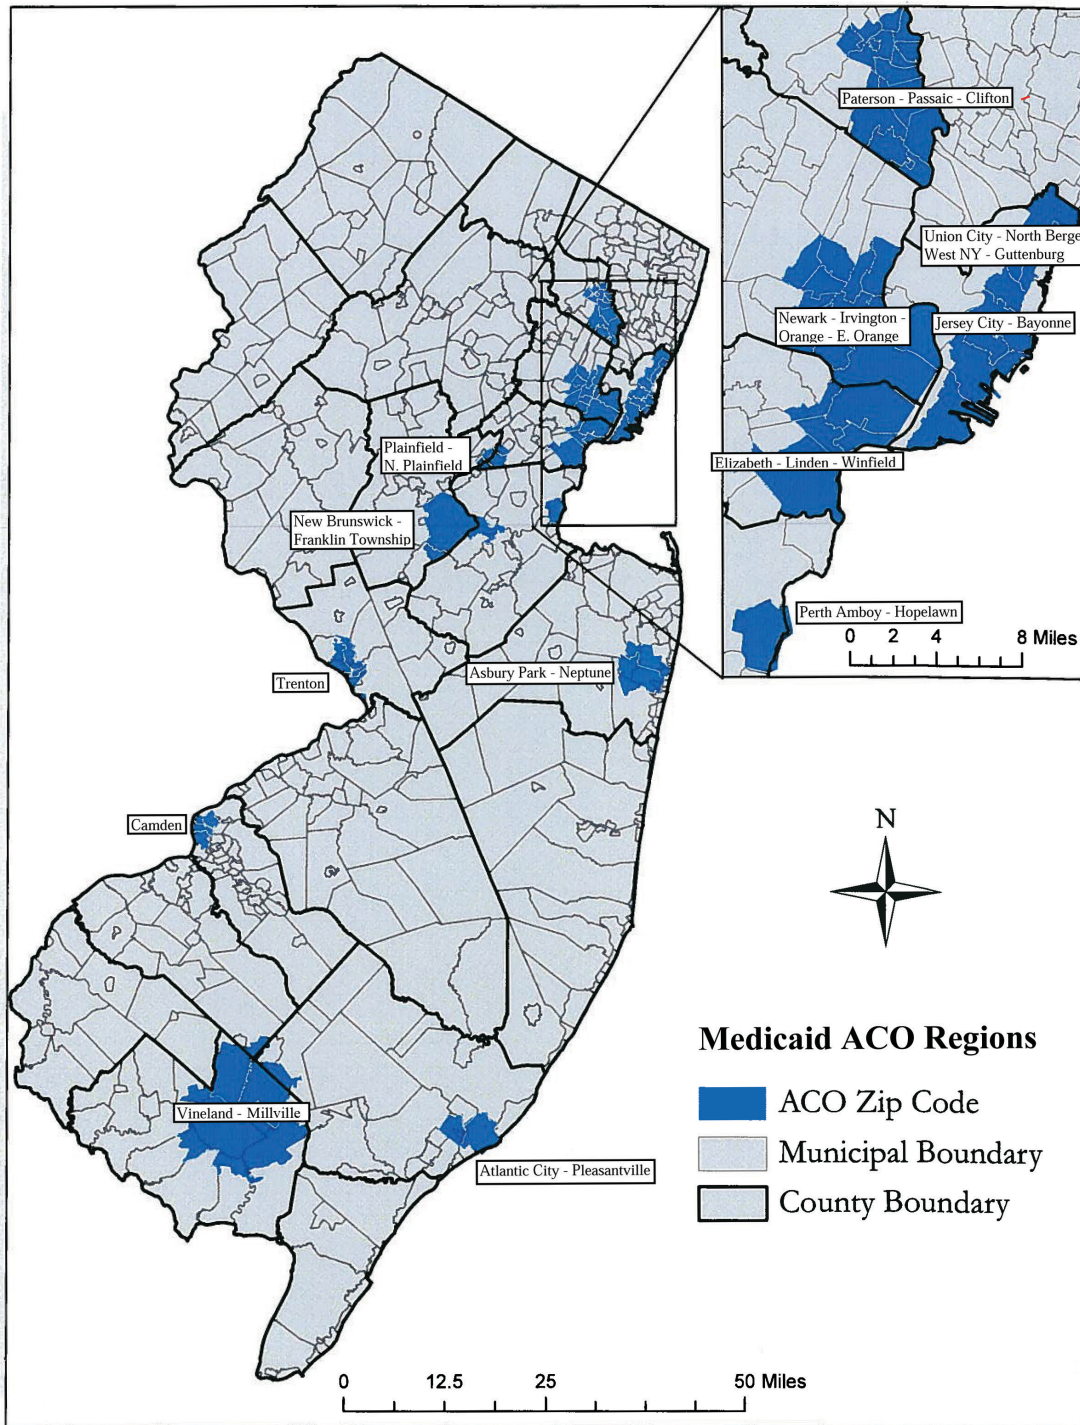 Paterson - Passaic - Clifton
Union City - North Berge
West NY - Guttenburg
Newark - Irvington -
Orange - E. Orange
Jersey City - Bayonne
Elizabeth - Linden - Winfield
Perth Amboy - Hopelawn
0 2 4 8 Miles
Plainfield -
N. Plainfield
New Brunswick -
Franklin Township
Trenton
Asbury Park - Neptune
Camden
N
Vineland - Millville
Atlantic City - Pleasantville
Medicaid ACO Regions
ACO Zip Code
Municipal Boundary
County Boundary
0 12.5 25 50 Miles